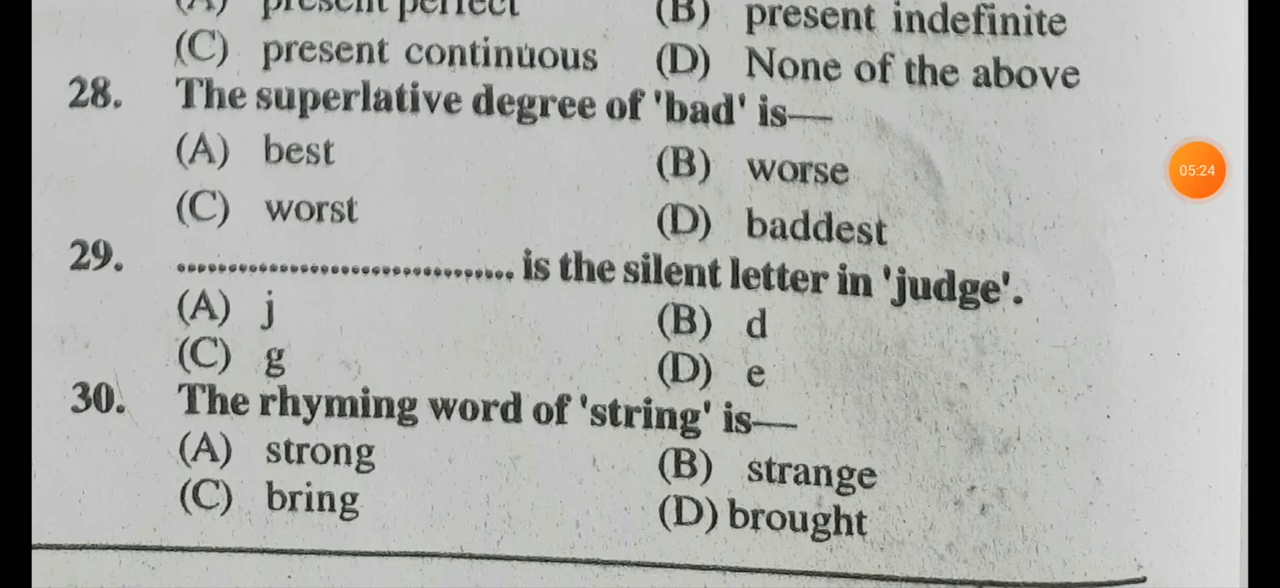 (A) present perfect (B) present indefinite
(C) present continuous (D) None of the above
28. The superlative degree of 'bad' is—
(A) best (B) worse
(C) worst (D) baddest
29. .................................. is the silent letter in 'judge'.
(A) j (B) d
(C) g (D) e
30. The rhyming word of 'string' is—
(A) strong (B) strange
(C) bring (D) brought
05:24